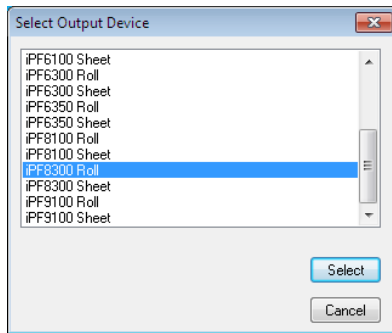 Select Output Device
iPF6100 Sheet
iPF6300 Roll
iPF6300 Sheet
iPF6350 Roll
iPF6350 Sheet
iPF8100 Roll
iPF8100 Sheet
iPF8300 Roll
iPF8300 Sheet
iPF9100 Roll
iPF9100 Sheet
Select
Cancel